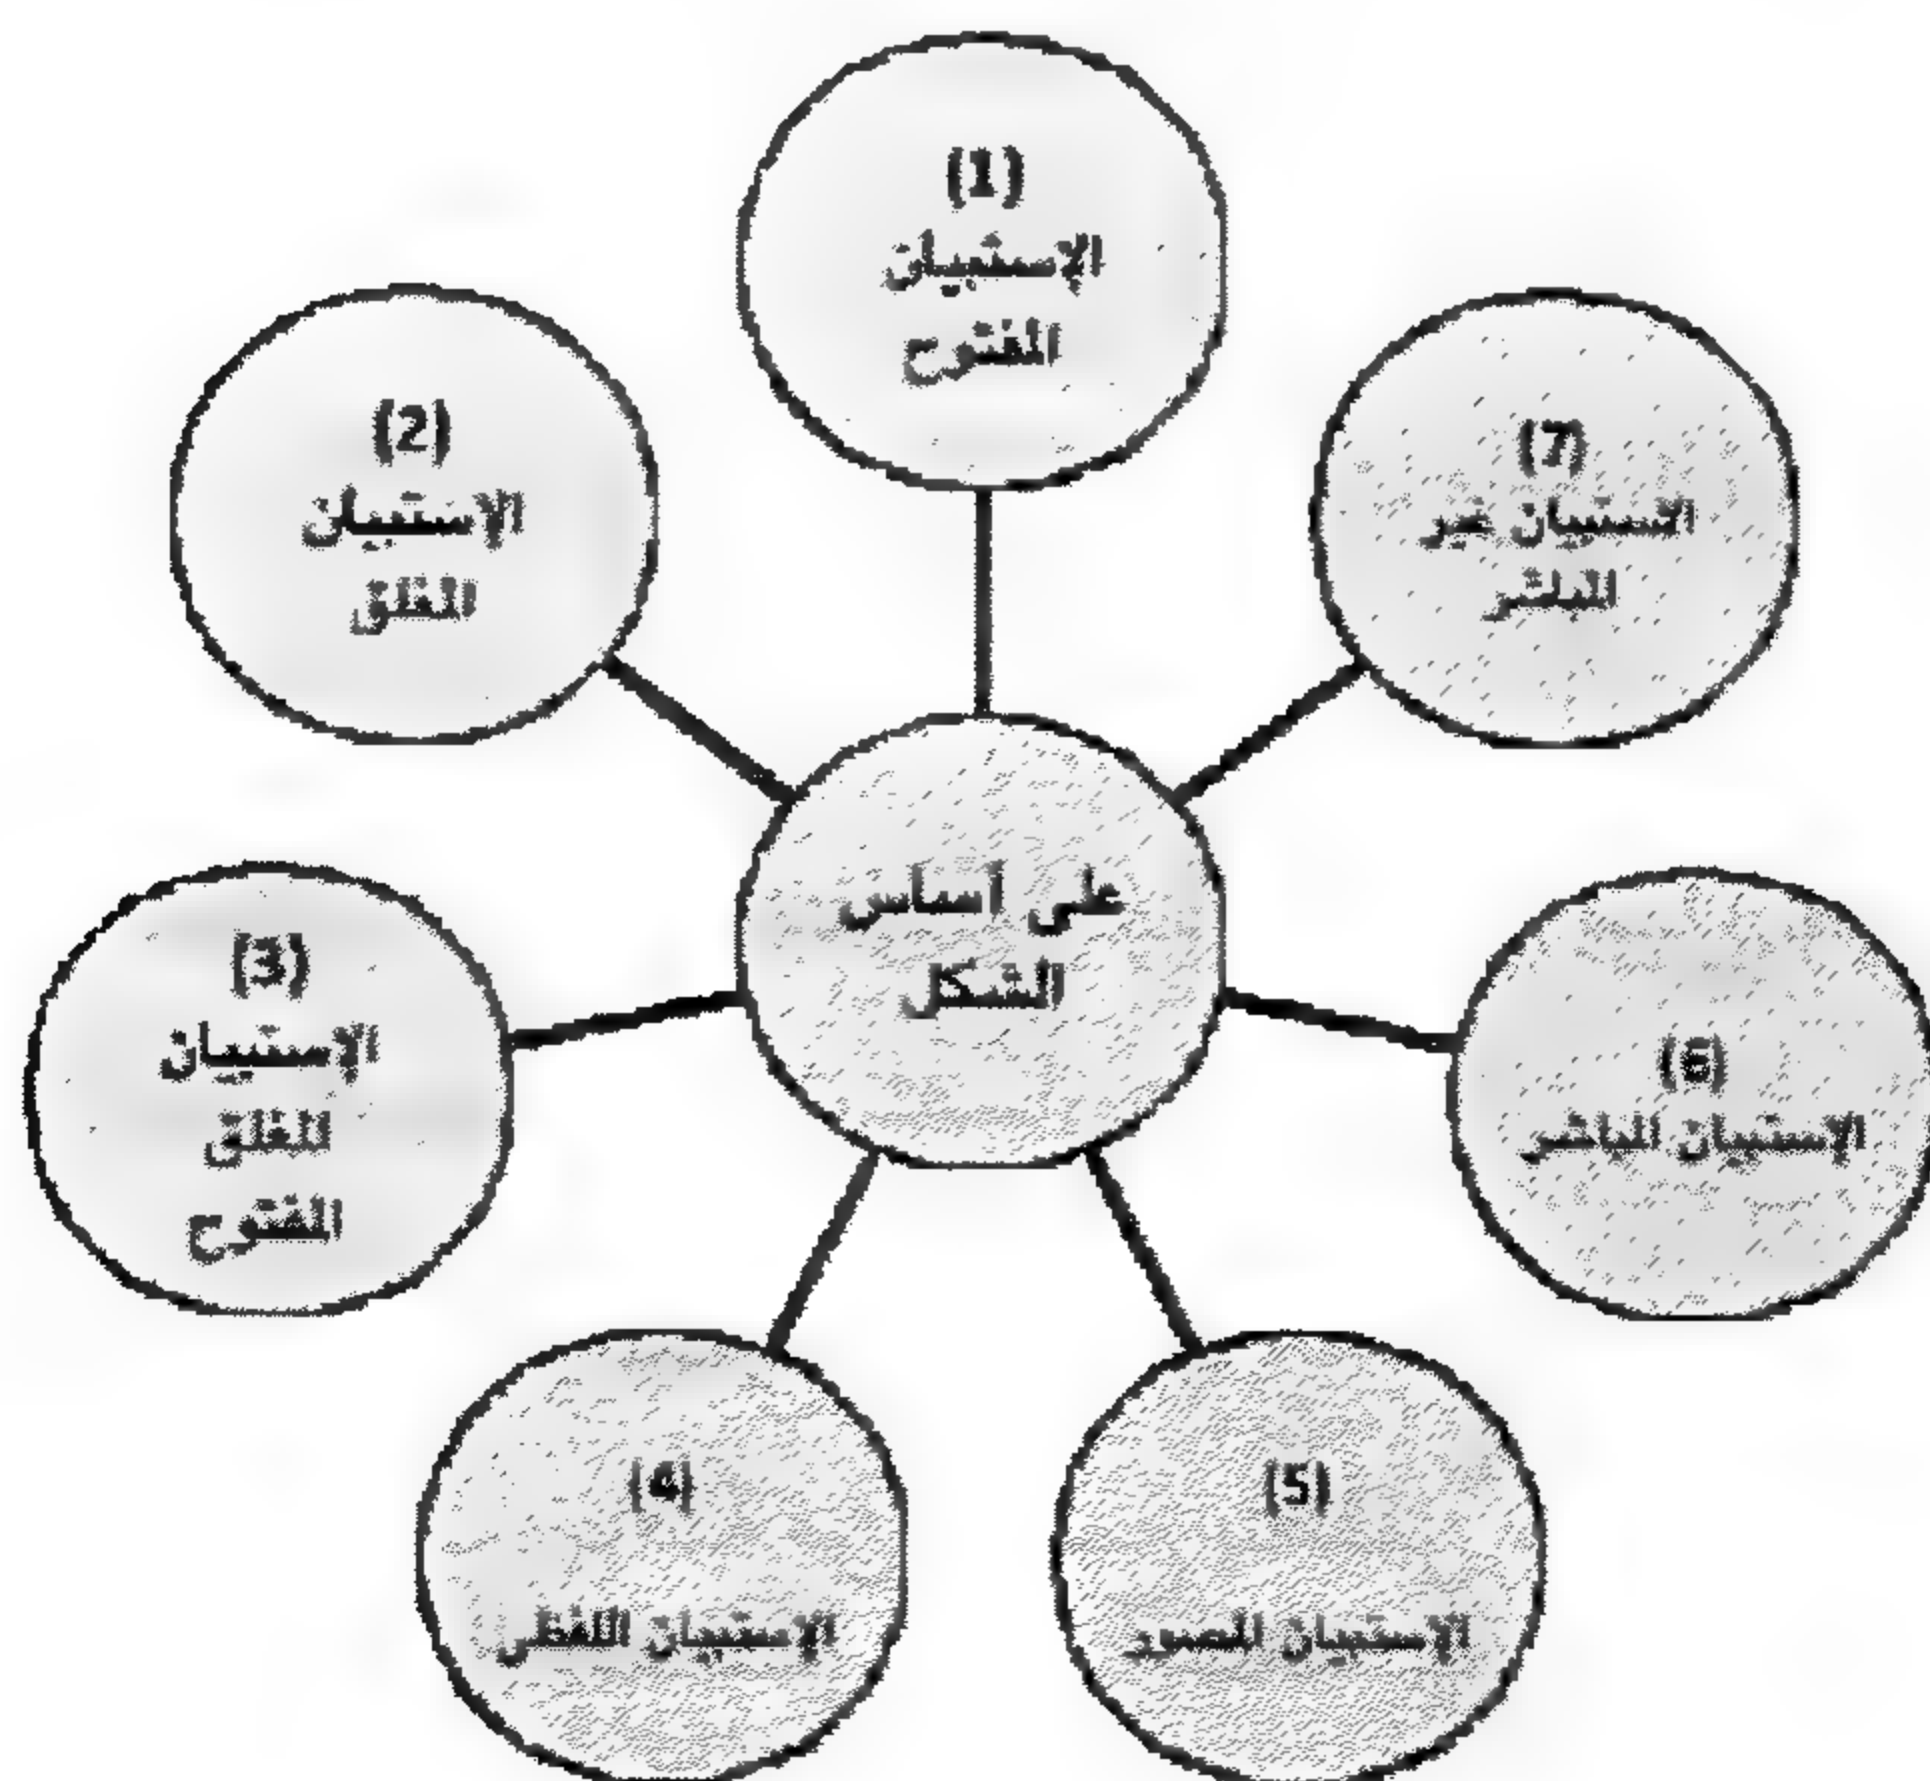 (1)
الإستبيان
المفتوح
(2)
الإستبيان
المغلق
(3)
الإستبيان
المغلق
المفتوح
(4)
الإستبيان اللفظي
(5)
الإستبيان المصور
(6)
الإستبيان المباشر
(7)
الاستبيان غير
المباشر
على أساس
الشكل